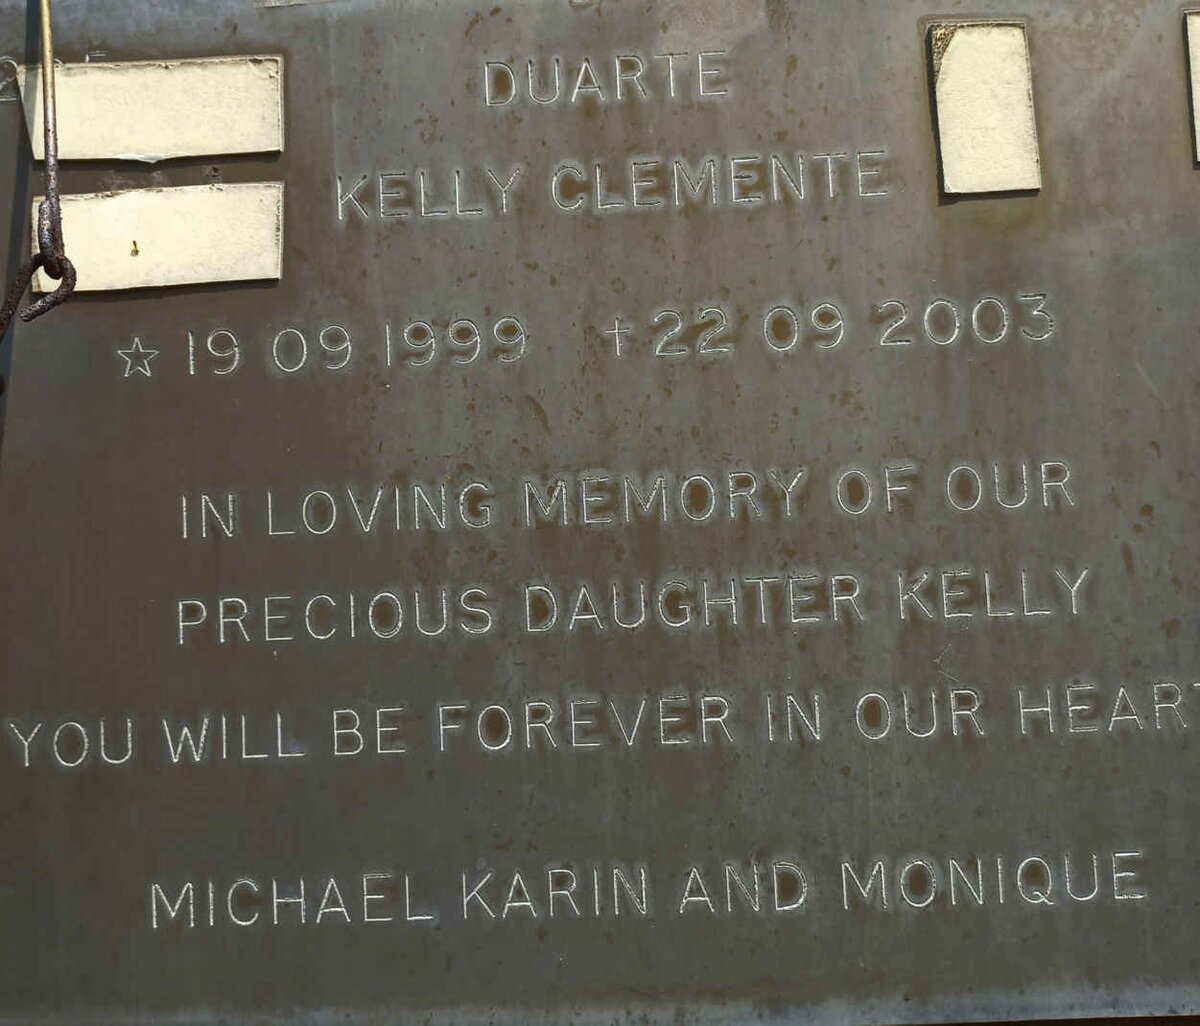 DUARTE
KELLY CLEMENTE
☆ 19 09 1999 † 22 09 2003
IN LOVING MEMORY OF OUR
PRECIOUS DAUGHTER KELLY
YOU WILL BE FOREVER IN OUR HEART
MICHAEL KARIN AND MONIQUE